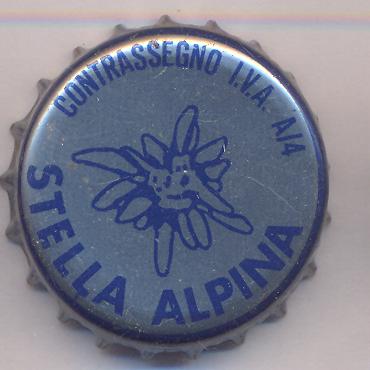 CONTRASSEGNO I.V.A. A/4
STELLA ALPINA